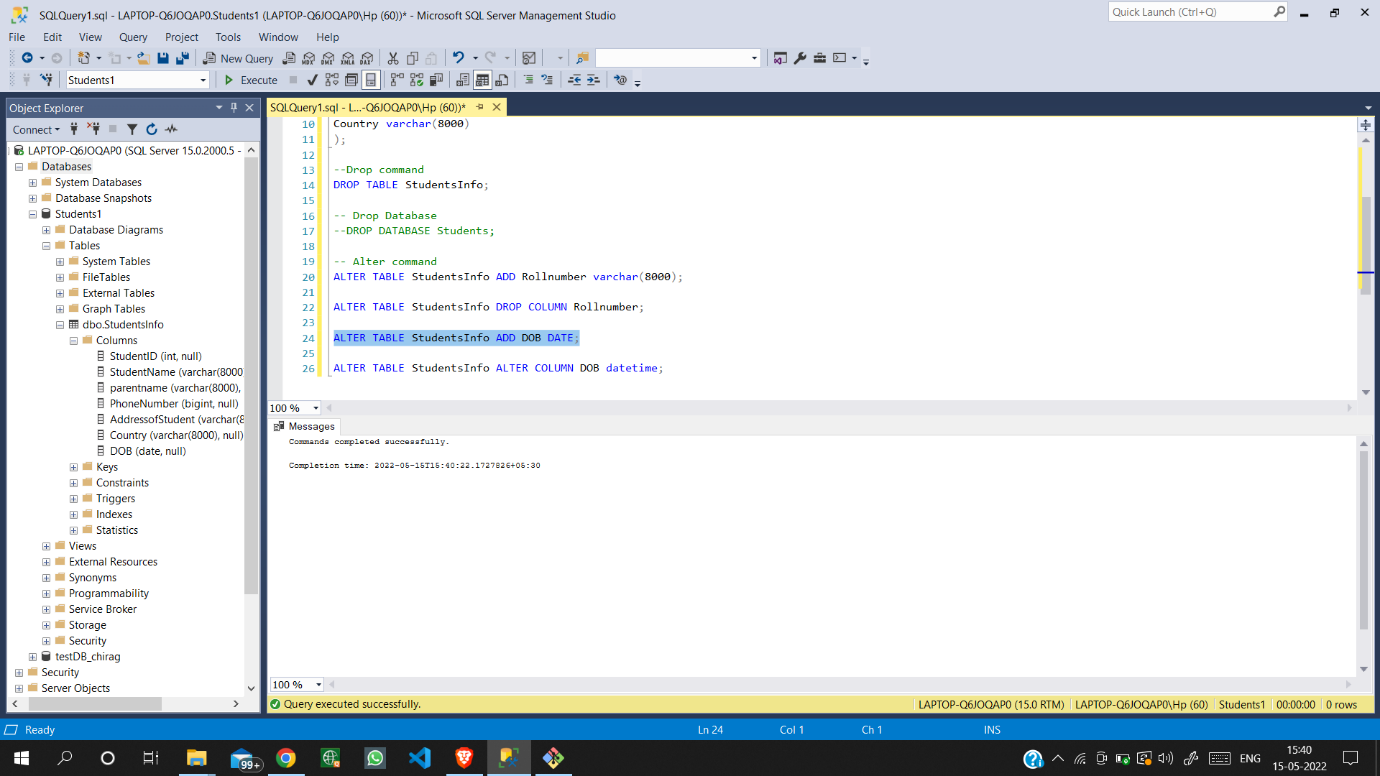 SQLQuery1.sql - LAPTOP-Q6JOQAP0.Students1 (LAPTOP-Q6JOQAP0\Hp (60))* - Microsoft SQL Server Management Studio
Quick Launch (Ctrl+Q)
File Edit View Query Project Tools Window Help
New Query
Students1
Execute
Object Explorer
Connect
LAPTOP-Q6JOQAP0 (SQL Server 15.0.2000.5 -
Databases
System Databases
Database Snapshots
Students1
Database Diagrams
Tables
System Tables
FileTables
External Tables
Graph Tables
dbo.StudentsInfo
Columns
StudentID (int, null)
StudentName (varchar(8000
parentname (varchar(8000),
PhoneNumber (bigint, null)
AddressofStudent (varchar(8
Country (varchar(8000), null)
DOB (date, null)
Keys
Constraints
Triggers
Indexes
Statistics
Views
External Resources
Synonyms
Programmability
Service Broker
Storage
Security
testDB_chirag
Security
Server Objects
SQLQuery1.sql - L...-Q6JOQAP0\Hp (60))*
10 Country varchar(8000)
11 );
12
13 --Drop command
14 DROP TABLE StudentsInfo;
15
16 -- Drop Database
17 --DROP DATABASE Students;
18
19 -- Alter command
20 ALTER TABLE StudentsInfo ADD Rollnumber varchar(8000);
21
22 ALTER TABLE StudentsInfo DROP COLUMN Rollnumber;
23
24 ALTER TABLE StudentsInfo ADD DOB DATE;
25
26 ALTER TABLE StudentsInfo ALTER COLUMN DOB datetime;
100 %
Messages
Commands completed successfully.
Completion time: 2022-05-15T15:40:22.1727826+05:30
100 %
Query executed successfully. LAPTOP-Q6JOQAP0 (15.0 RTM) LAPTOP-Q6JOQAP0\Hp (60) Students1 00:00:00 0 rows
Ready Ln 24 Col 1 Ch 1 INS
99+
ENG
15:40
15-05-2022